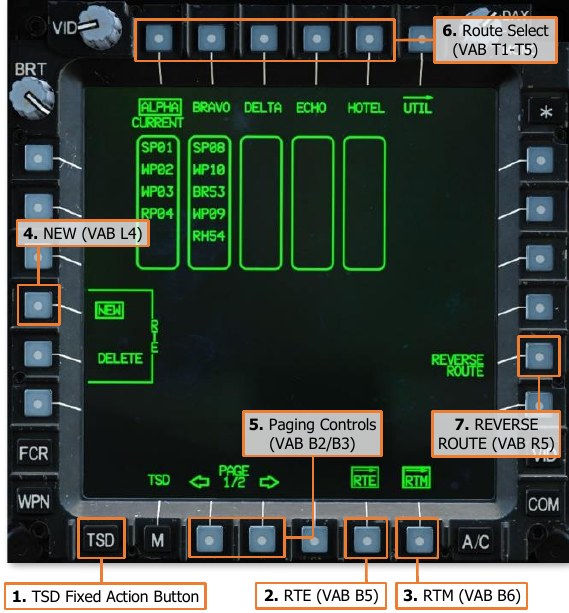 VID
6. Route Select
(VAB T1-T5)
BRT
ALPHA BRAVO DELTA ECHO HOTEL UTIL
CURRENT
*
SP01 SP08
WP02 WP10
WP03 BR53
RP04 WP09
RH54
4. NEW (VAB L4)
NEW
RTE
DELETE
REVERSE
ROUTE
5. Paging Controls
(VAB B2/B3)
7. REVERSE
ROUTE (VAB R5)
FCR
VID
TSD
PAGE
1/2
RTE
RTM
WPN
COM
TSD
M
A/C
1. TSD Fixed Action Button
2. RTE (VAB B5)
3. RTM (VAB B6)